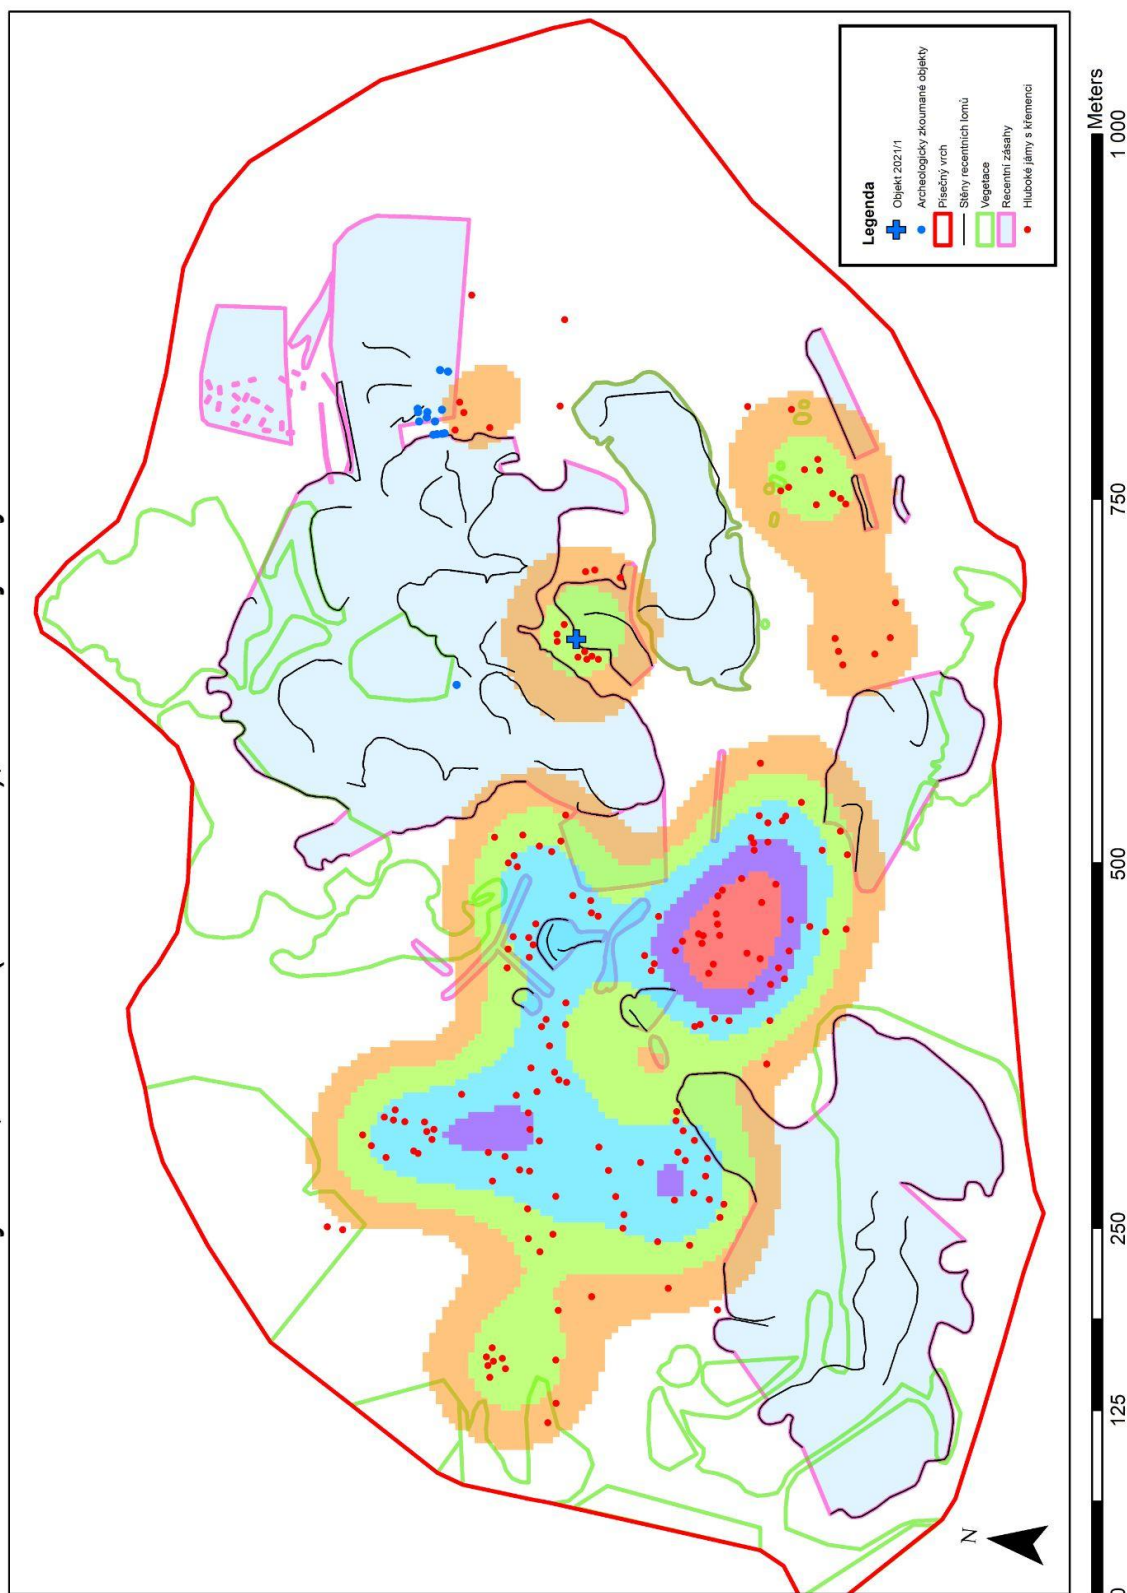 Legenda
Objekt 2021/1
Archeologicky zkoumané objekty
Písečný vrch
Stěny recentních lomů
Vegetace
Recentní zásahy
Hluboké jámy s křemenci
N
125
250
500
750
1 000
Meters